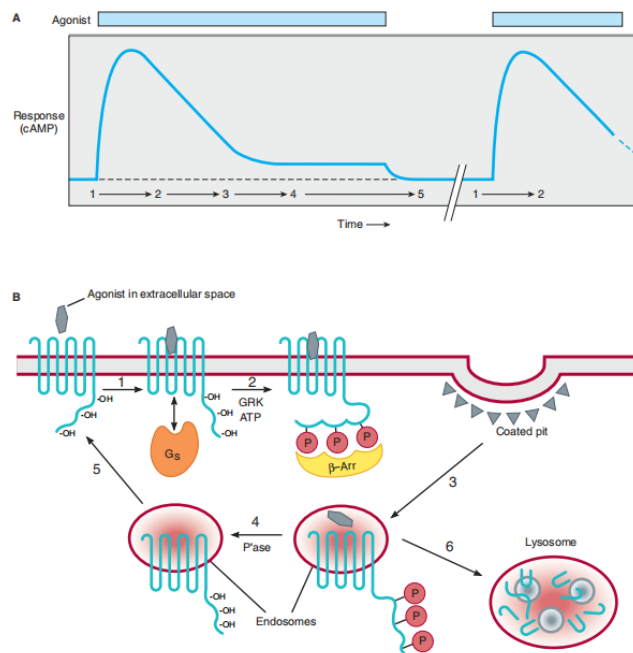 A
Agonist
Response
(cAMP)
1 2 3 4 5 1 2
Time
B
Agonist in extracellular space
1
2
GRK
ATP
-OH
-OH
-OH
-OH
-OH
-OH
Gs
P P P
β-Arr
Coated pit
3
5
4
P'ase
6
Lysosome
-OH
-OH
-OH
Endosomes
P
P
P